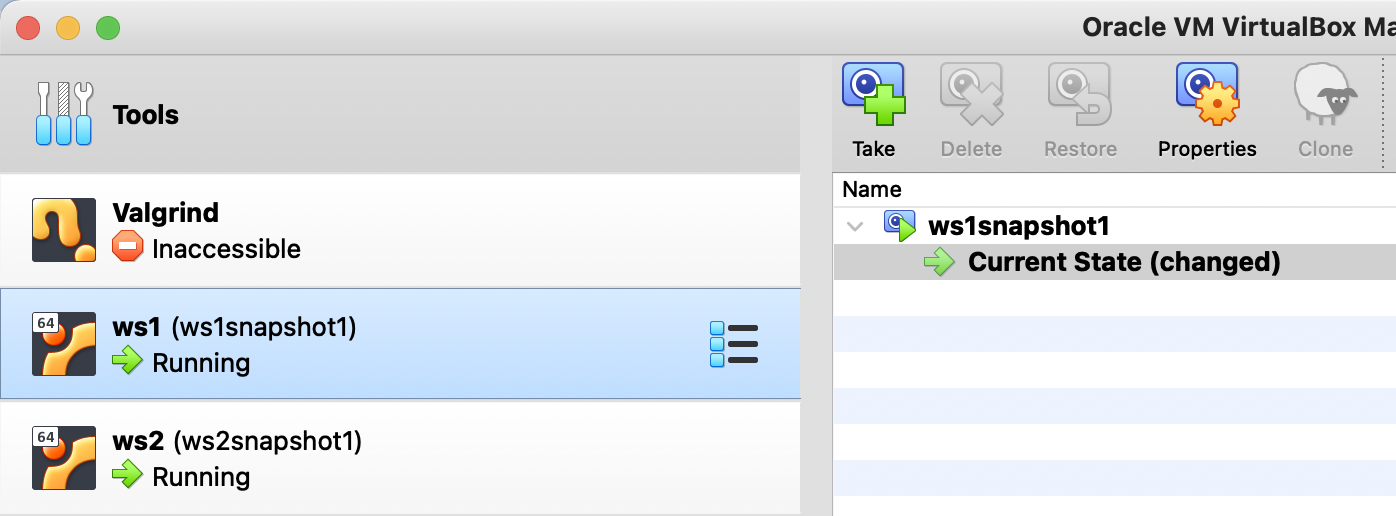 Oracle VM VirtualBox Ma
Tools
Valgrind
Inaccessible
64
ws1 (ws1snapshot1)
Running
64
ws2 (ws2snapshot1)
Running
Take
Delete
Restore
Properties
Clone
Name
ws1snapshot1
Current State (changed)